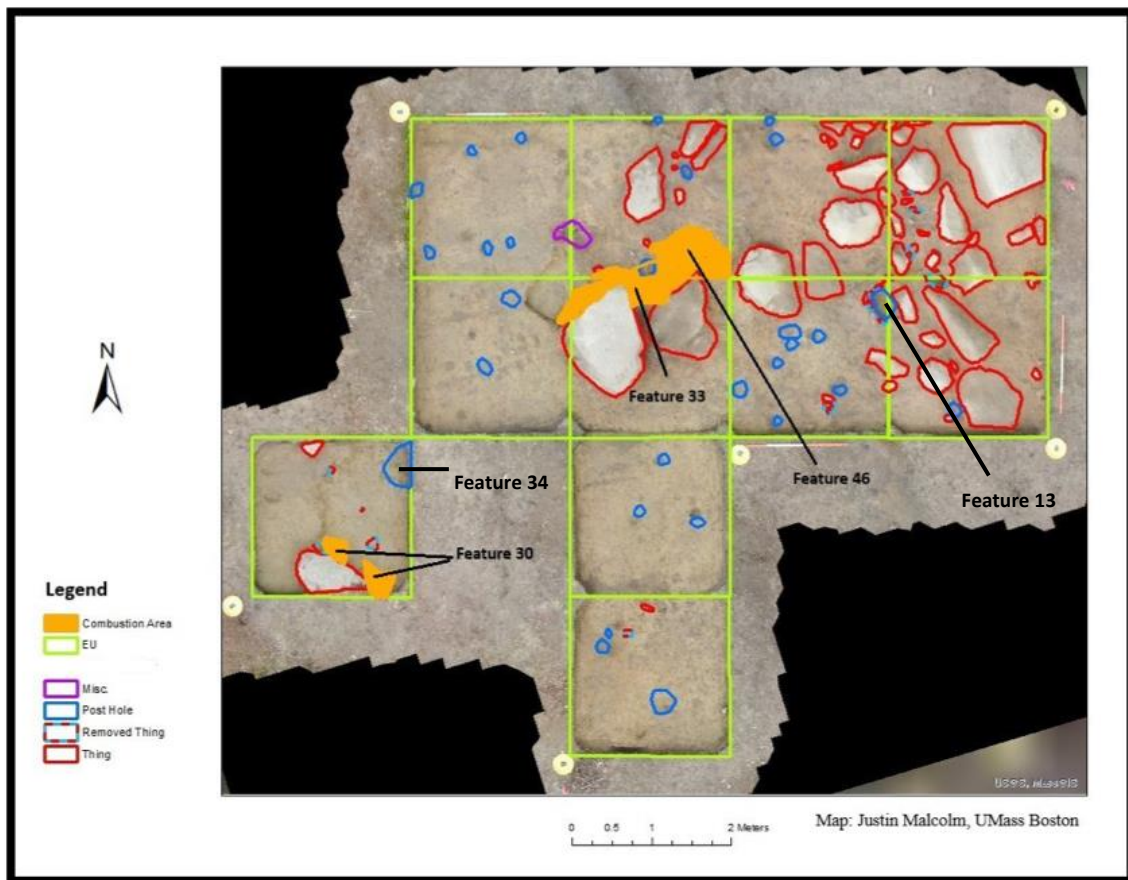 N
Feature 33
Feature 46
Feature 34
Feature 13
Feature 30
Legend
Combustion Area
EU
Misc.
Post Hole
Removed Thing
Thing
0 0.5 1 2 Meters
Map: Justin Malcolm, UMass Boston